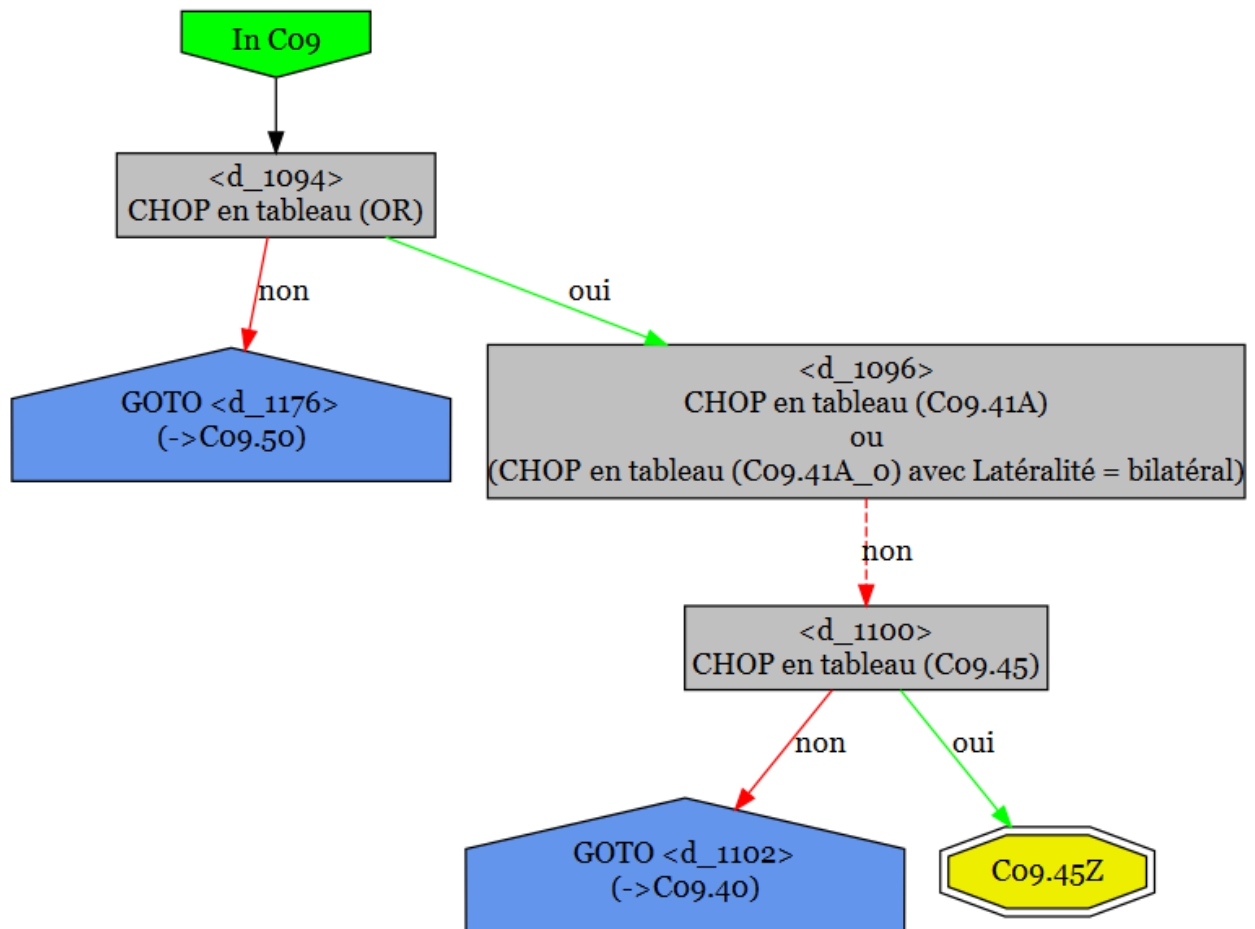 In C09
<d_1094>
CHOP en tableau (OR)
non
oui
GOTO <d_1176>
(->C09.50)
<d_1096>
CHOP en tableau (C09.41A)
ou
(CHOP en tableau (C09.41A_0) avec Latéralité = bilatéral)
non
<d_1100>
CHOP en tableau (C09.45)
non
oui
GOTO <d_1102>
(->C09.40)
C09.45Z